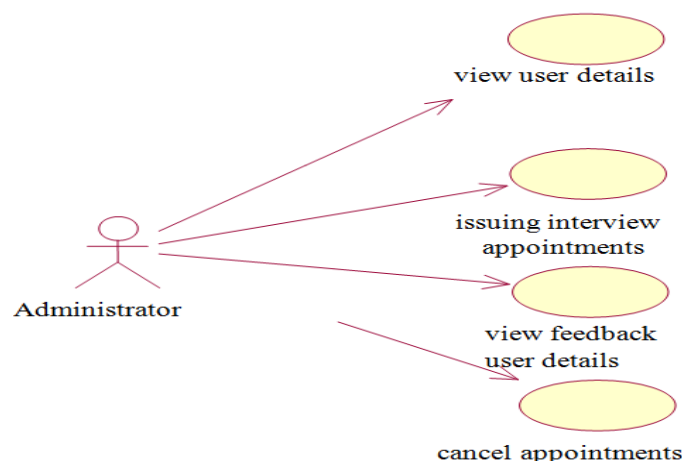 view user details
issuing interview
appointments
Administrator
view feedback
user details
cancel appointments